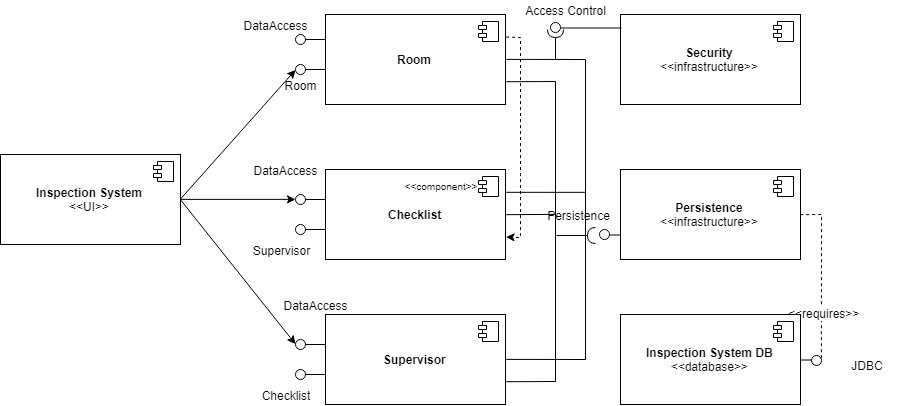 Access Control
DataAccess
Room
Room
Security
<<infrastructure>>
DataAccess
Inspection System
<<UI>>
<<component>>
Checklist
Persistence
Persistence
<<infrastructure>>
Supervisor
DataAccess
<<requires>>
Supervisor
Inspection System DB
<<database>>
JDBC
Checklist